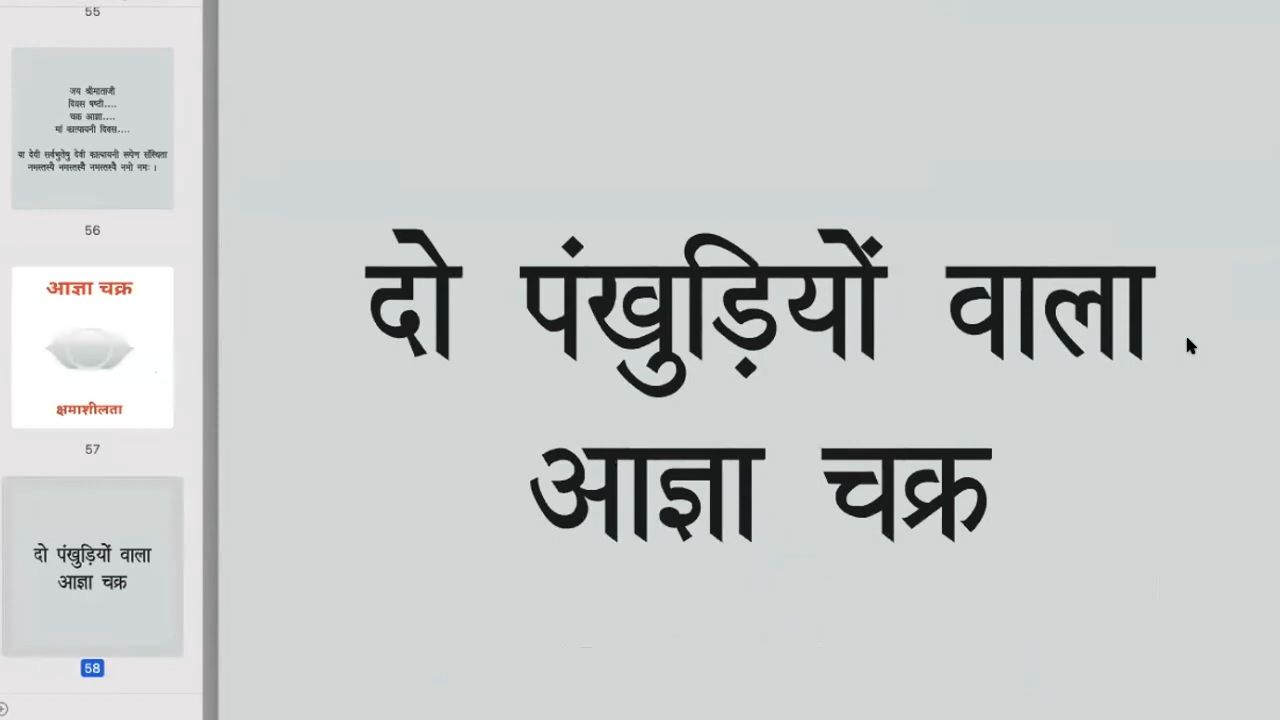 55
जय श्रीमाताजी
दिवस षष्टी....
चक्र आज्ञा....
मां कात्यायनी दिवस....
या देवी सर्वभुतेषु देवी कात्यायनी रूपेण संस्थिता
नमस्तस्यै नमस्तस्यै नमस्तस्यै नमो नमः ।
56
आज्ञा चक्र
क्षमाशीलता
57
दो पंखुड़ियों वाला
आज्ञा चक्र
58
दो पंखुड़ियों वाला
आज्ञा चक्र